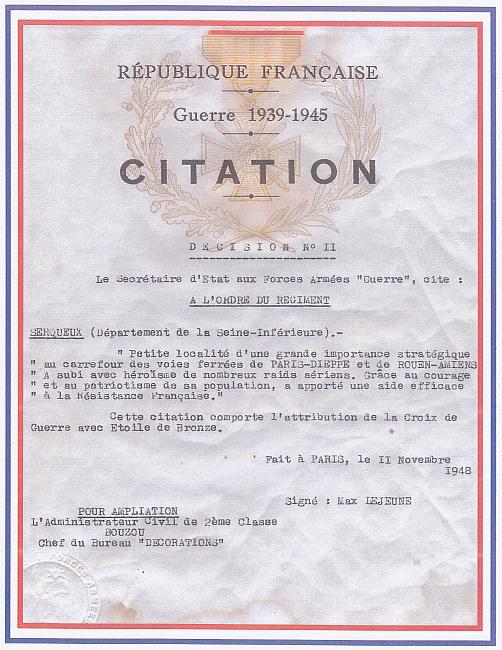 RÉPUBLIQUE FRANÇAISE
Guerre 1939-1945
CITATION
DECISION No II
Le Secrétaire d'Etat aux Forces Armées "Guerre", cite :
A L'ORDRE DU REGIMENT
SERQUEUX (Département de la Seine-Inférieure).-
" Petite localité d'une grande importance stratégique
" au carrefour des voies ferrées de PARIS-DIEPPE et de ROUEN-AMIENS
" A subi avec héroïsme de nombreux raids aériens. Grâce au courage
" et au patriotisme de sa population, a apporté une aide efficace
" à la Résistance Française."
Cette citation comporte l'attribution de la Croix de
Guerre avec Etoile de Bronze.
Fait à PARIS, le II Novembre
I948
Signé : Max LEJEUNE
POUR AMPLIATION
L'Administrateur Civil de 2ème Classe
BOUZOU
Chef du Bureau "DECORATIONS"